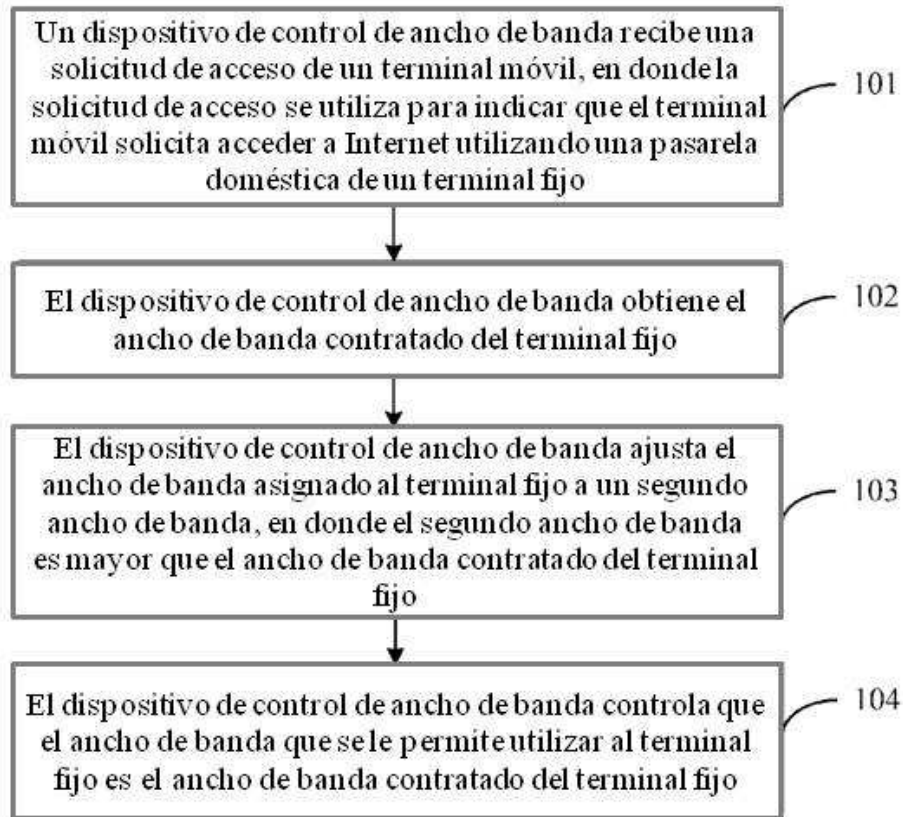 Un dispositivo de control de ancho de banda recibe una
solicitud de acceso de un terminal móvil, en donde la
solicitud de acceso se utiliza para indicar que el terminal
móvil solicita acceder a Internet utilizando una pasarela
doméstica de un terminal fijo
101
El dispositivo de control de ancho de banda obtiene el
ancho de banda contratado del terminal fijo
102
El dispositivo de control de ancho de banda ajusta el
ancho de banda asignado al terminal fijo a un segundo
ancho de banda, en donde el segundo ancho de banda
es mayor que el ancho de banda contratado del terminal
fijo
103
El dispositivo de control de ancho de banda controla que
el ancho de banda que se le permite utilizar al terminal
fijo es el ancho de banda contratado del terminal fijo
104